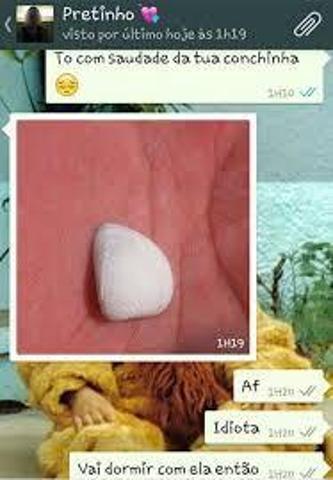 Pretinho
visto por último hoje às 1h19
To com saudade da tua conchinha
1H19
1H19
Af 1H20
Idiota 1H20
Vai dormir com ela então 1H20